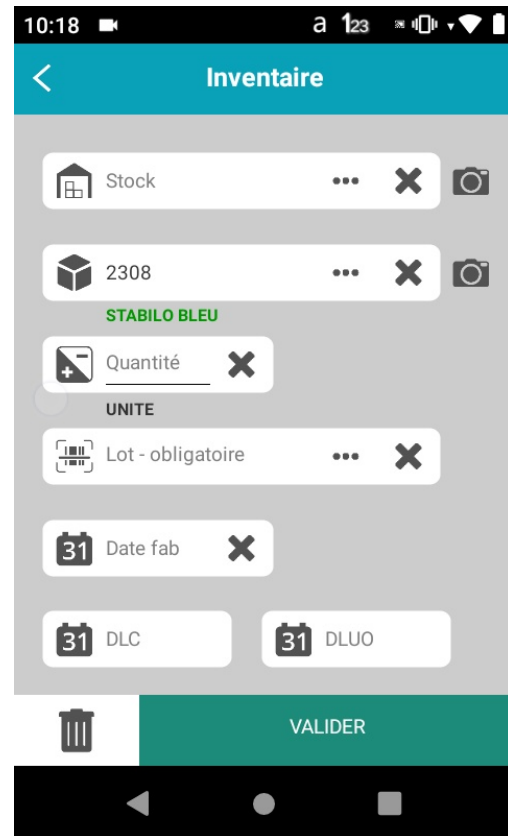 10:18 a 123
Inventaire
Stock
2308
STABILO BLEU
Quantité
UNITE
Lot - obligatoire
31 Date fab
31 DLC 31 DLUO
VALIDER